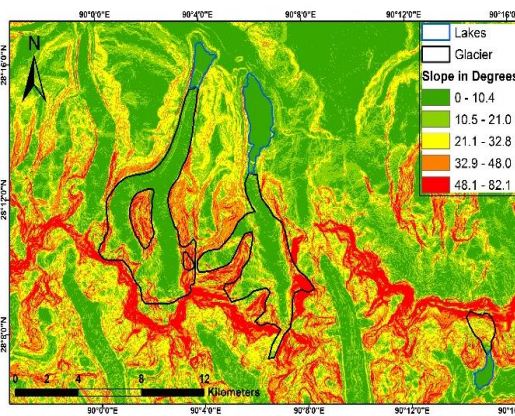 90°0'0"E 90°4'0"E 90°8'0"E 90°12'0"E 90°16'0"E
N
Lakes
Glacier
Slope in Degrees
0 - 10.4
10.5 - 21.0
21.1 - 32.8
32.9 - 48.0
48.1 - 82.1
28°16'0"N
28°12'0"N
28°8'0"N
0 2 4 8 12
Kilometers
90°0'0"E 90°4'0"E 90°8'0"E 90°12'0"E